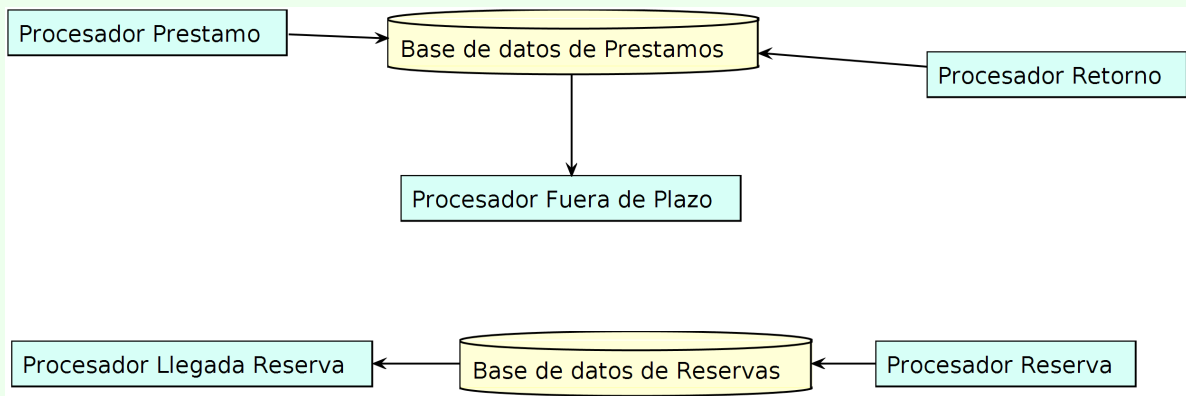 Procesador Prestamo
Base de datos de Prestamos
Procesador Retorno
Procesador Fuera de Plazo
Procesador Llegada Reserva
Base de datos de Reservas
Procesador Reserva